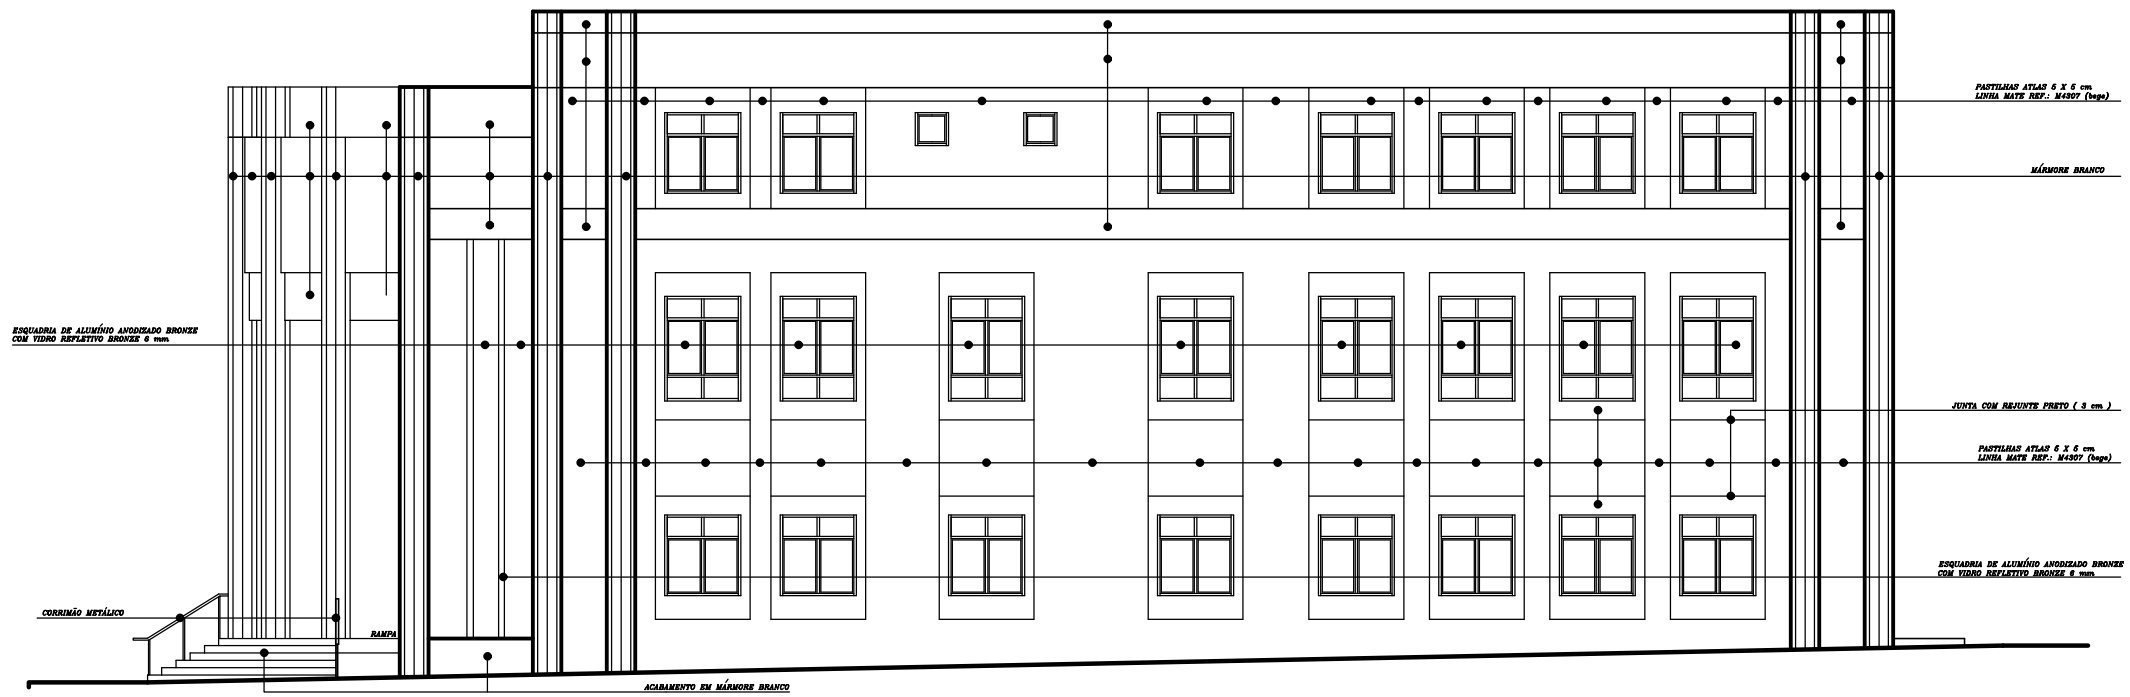 PASTILHAS ATLAS 5 X 5 cm
LINHA MATE REF.: M4307 (bege)
MÁRMORE BRANCO
ESQUADRIA DE ALUMÍNIO ANODIZADO BRONZE
COM VIDRO REFLETIVO BRONZE 6 mm
JUNTA COM REJUNTE PRETO ( 3 cm )
PASTILHAS ATLAS 5 X 5 cm
LINHA MATE REF.: M4307 (bege)
ESQUADRIA DE ALUMÍNIO ANODIZADO BRONZE
COM VIDRO REFLETIVO BRONZE 6 mm
CORRIMÃO METÁLICO
RAMPA
ACABAMENTO EM MÁRMORE BRANCO